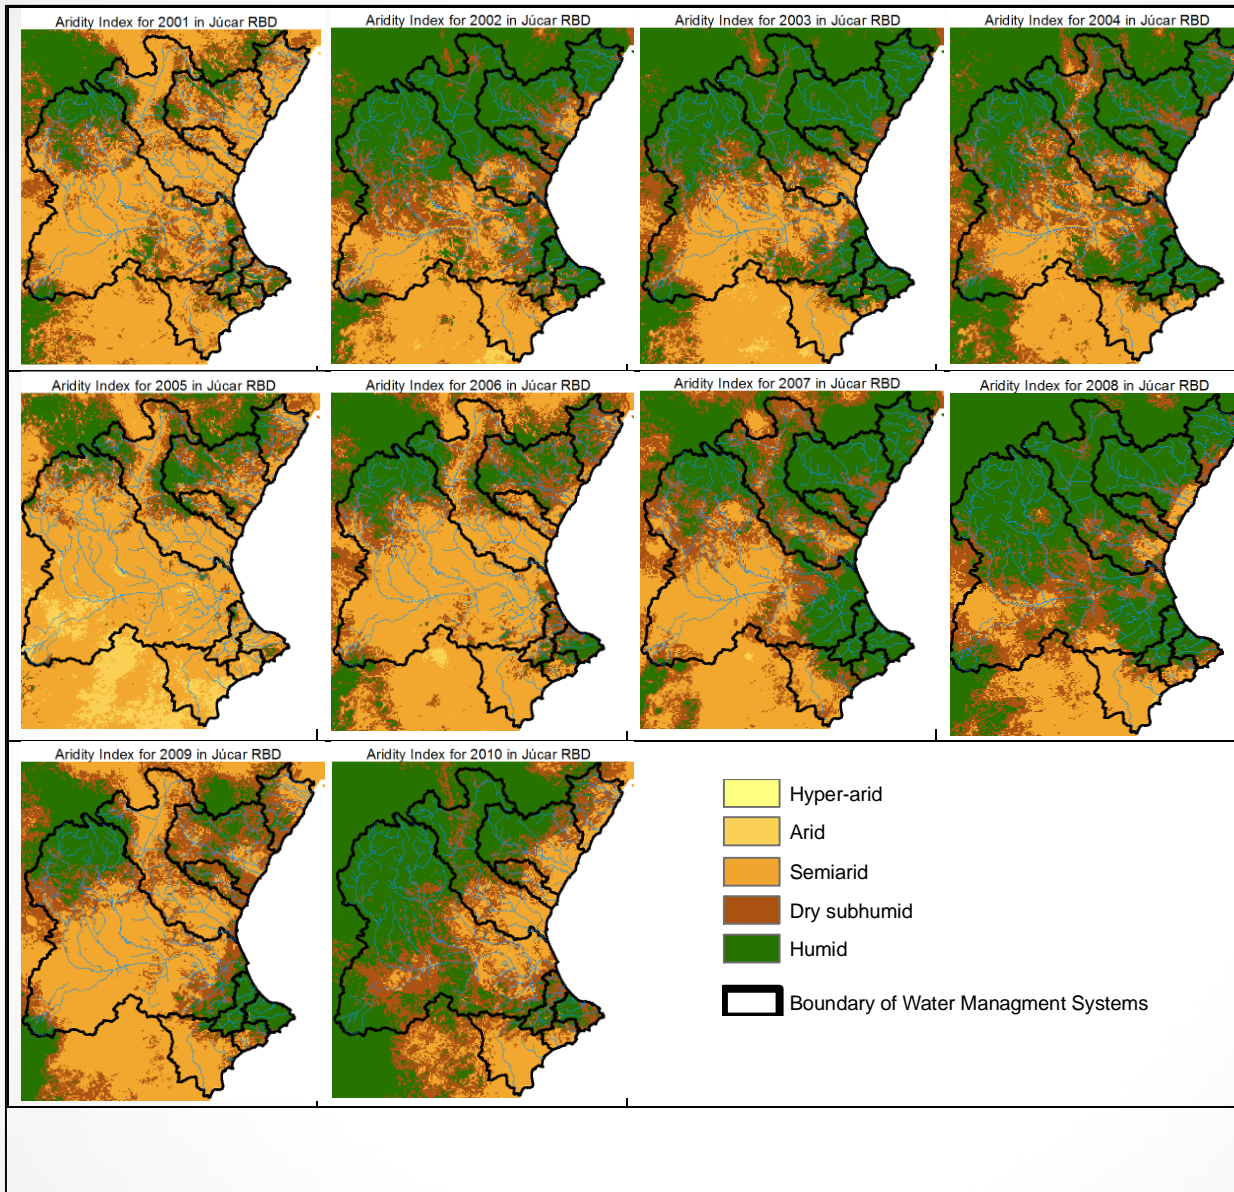 Aridity Index for 2001 in Júcar RBD
Aridity Index for 2002 in Júcar RBD
Aridity Index for 2003 in Júcar RBD
Aridity Index for 2004 in Júcar RBD
Aridity Index for 2005 in Júcar RBD
Aridity Index for 2006 in Júcar RBD
Aridity Index for 2007 in Júcar RBD
Aridity Index for 2008 in Júcar RBD
Aridity Index for 2009 in Júcar RBD
Aridity Index for 2010 in Júcar RBD
Hyper-arid
Arid
Semiarid
Dry subhumid
Humid
Boundary of Water Managment Systems